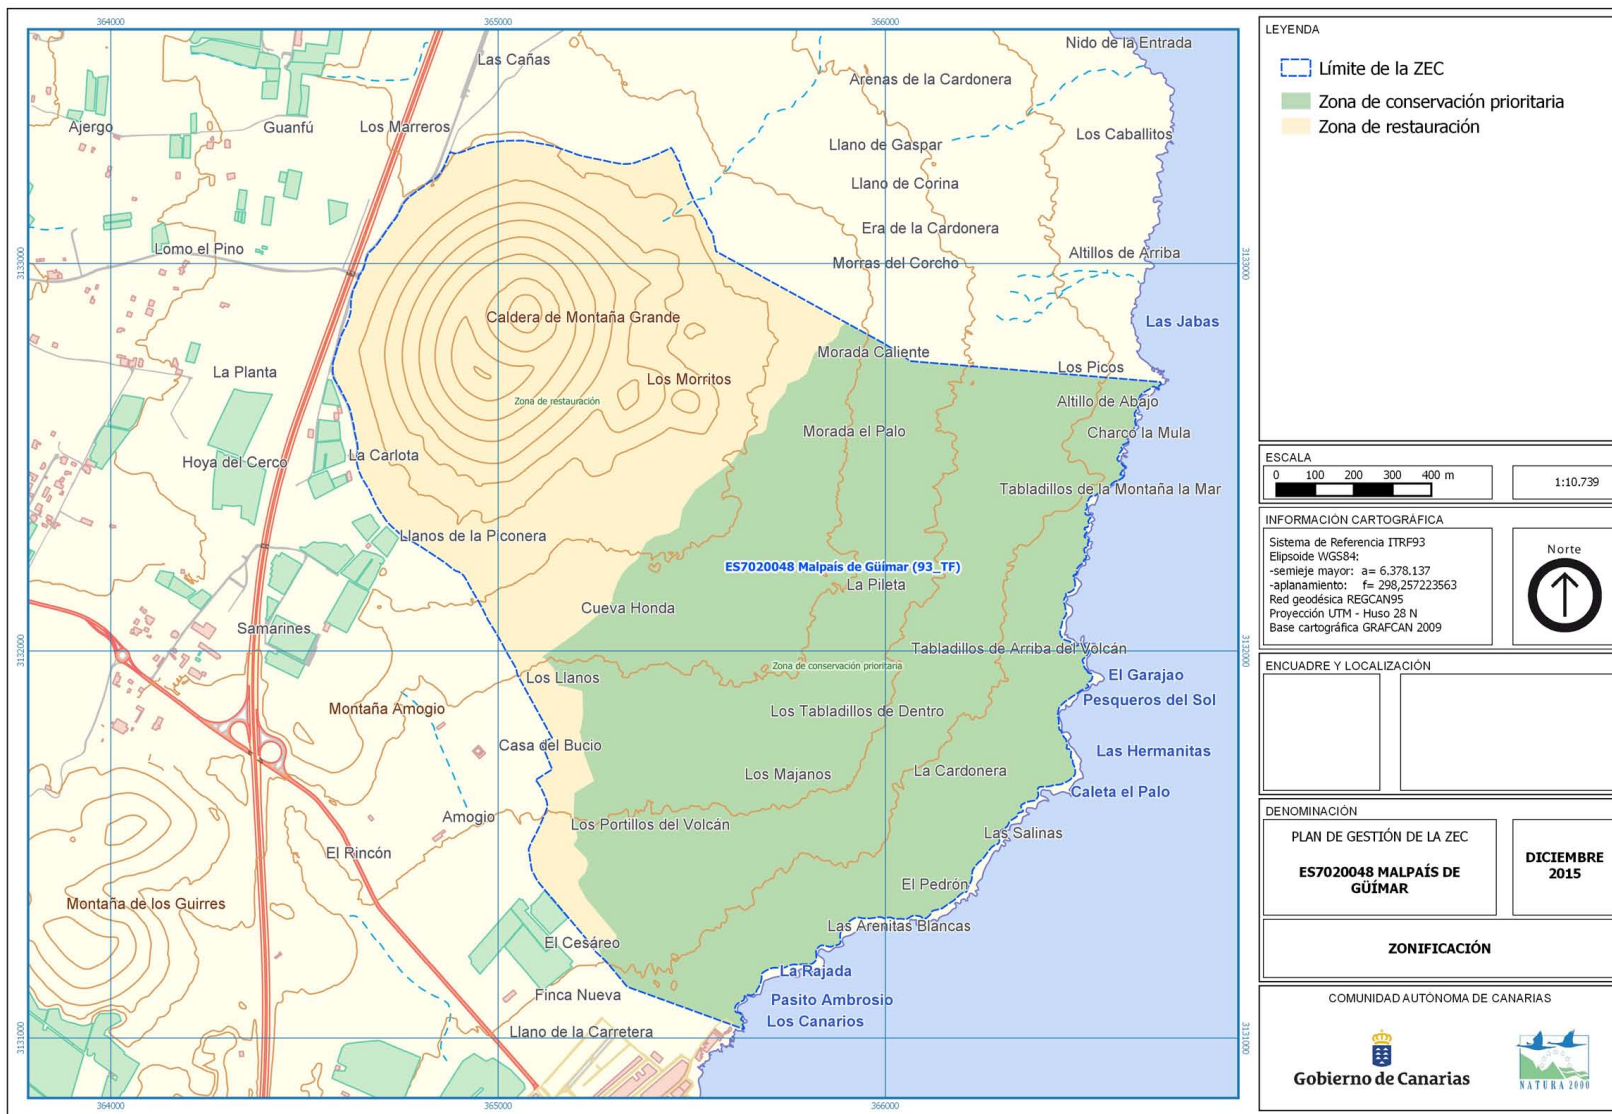 364000
365000
366000
Nido de la Entrada
Las Cañas
Arenas de la Cardonera
Ajergo
Guanfú
Los Marreros
Los Caballitos
Llano de Gaspar
Llano de Corina
Era de la Cardonera
Lomo el Pino
Altillos de Arriba
Morras del Corcho
3133000
3133000
Caldera de Montaña Grande
Las Jabas
Morada Caliente
Los Picos
La Planta
Los Morritos
Zona de restauración
Altillo de Abajo
Morada el Palo
Charco la Mula
La Carlota
Hoya del Cerco
Tabladillos de la Montaña la Mar
Llanos de la Piconera
ES7020048 Malpaís de Güímar (93_TF)
La Pileta
Cueva Honda
Samarines
3132000
3132000
Tabladillos de Arriba del Volcán
Zona de conservación prioritaria
Los Llanos
El Garajao
Pesqueros del Sol
Montaña Amogio
Los Tabladillos de Dentro
Casa del Bucio
Las Hermanitas
Los Majanos
La Cardonera
Caleta el Palo
Amogio
Los Portillos del Volcán
Las Salinas
El Rincón
El Pedrón
Montaña de los Guirres
Las Arenitas Blancas
El Cesáreo
La Rajada
Finca Nueva
Pasito Ambrosio
Los Canarios
Llano de la Carretera
3131000
3131000
364000
365000
366000
LEYENDA
Límite de la ZEC
Zona de conservación prioritaria
Zona de restauración
ESCALA
0 100 200 300 400 m
1:10.739
INFORMACIÓN CARTOGRÁFICA
Sistema de Referencia ITRF93
Elipsoide WGS84:
-semieje mayor: a= 6.378.137
-aplanamiento: f= 298,257223563
Red geodésica REGCAN95
Proyección UTM - Huso 28 N
Base cartográfica GRAFCAN 2009
Norte
ENCUADRE Y LOCALIZACIÓN
DENOMINACIÓN
PLAN DE GESTIÓN DE LA ZEC
ES7020048 MALPAÍS DE
GÜÍMAR
DICIEMBRE
2015
ZONIFICACIÓN
COMUNIDAD AUTÓNOMA DE CANARIAS
Gobierno de Canarias
NATURA 2000